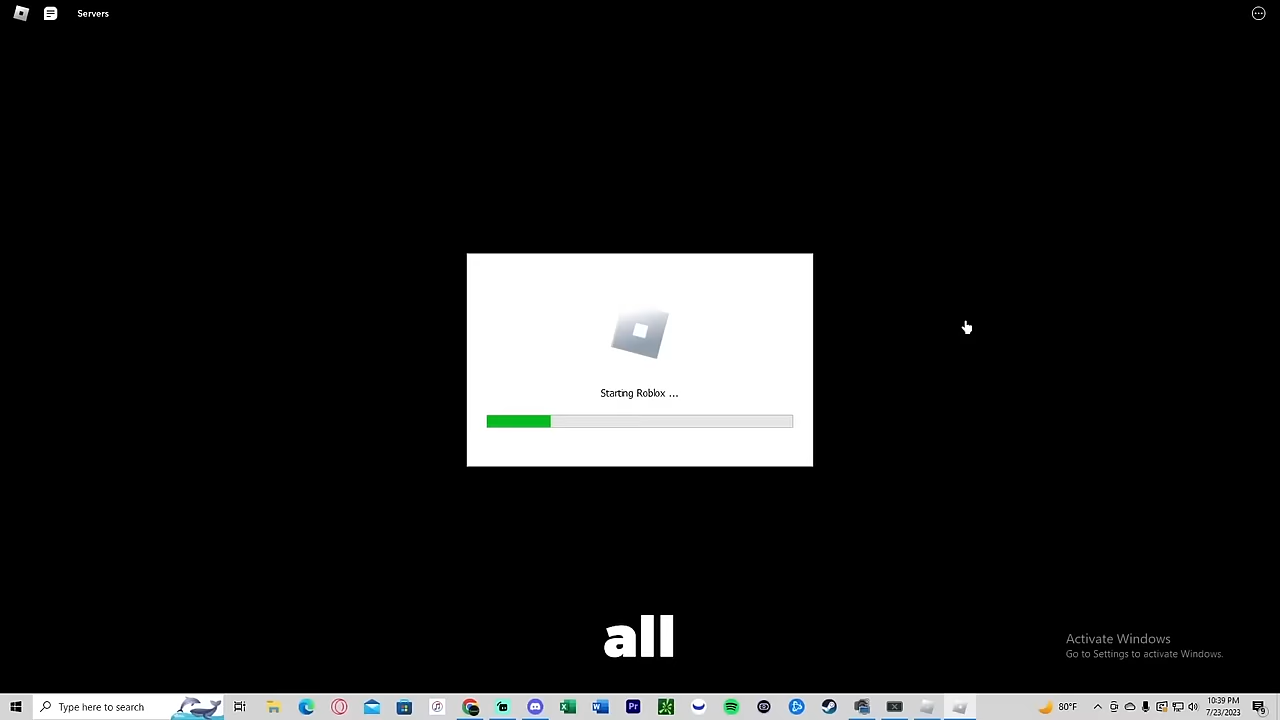 Servers
Starting Roblox ...
all
Activate Windows
Go to Settings to activate Windows.
Type here to search
80°F
10:39 PM
7/23/2023